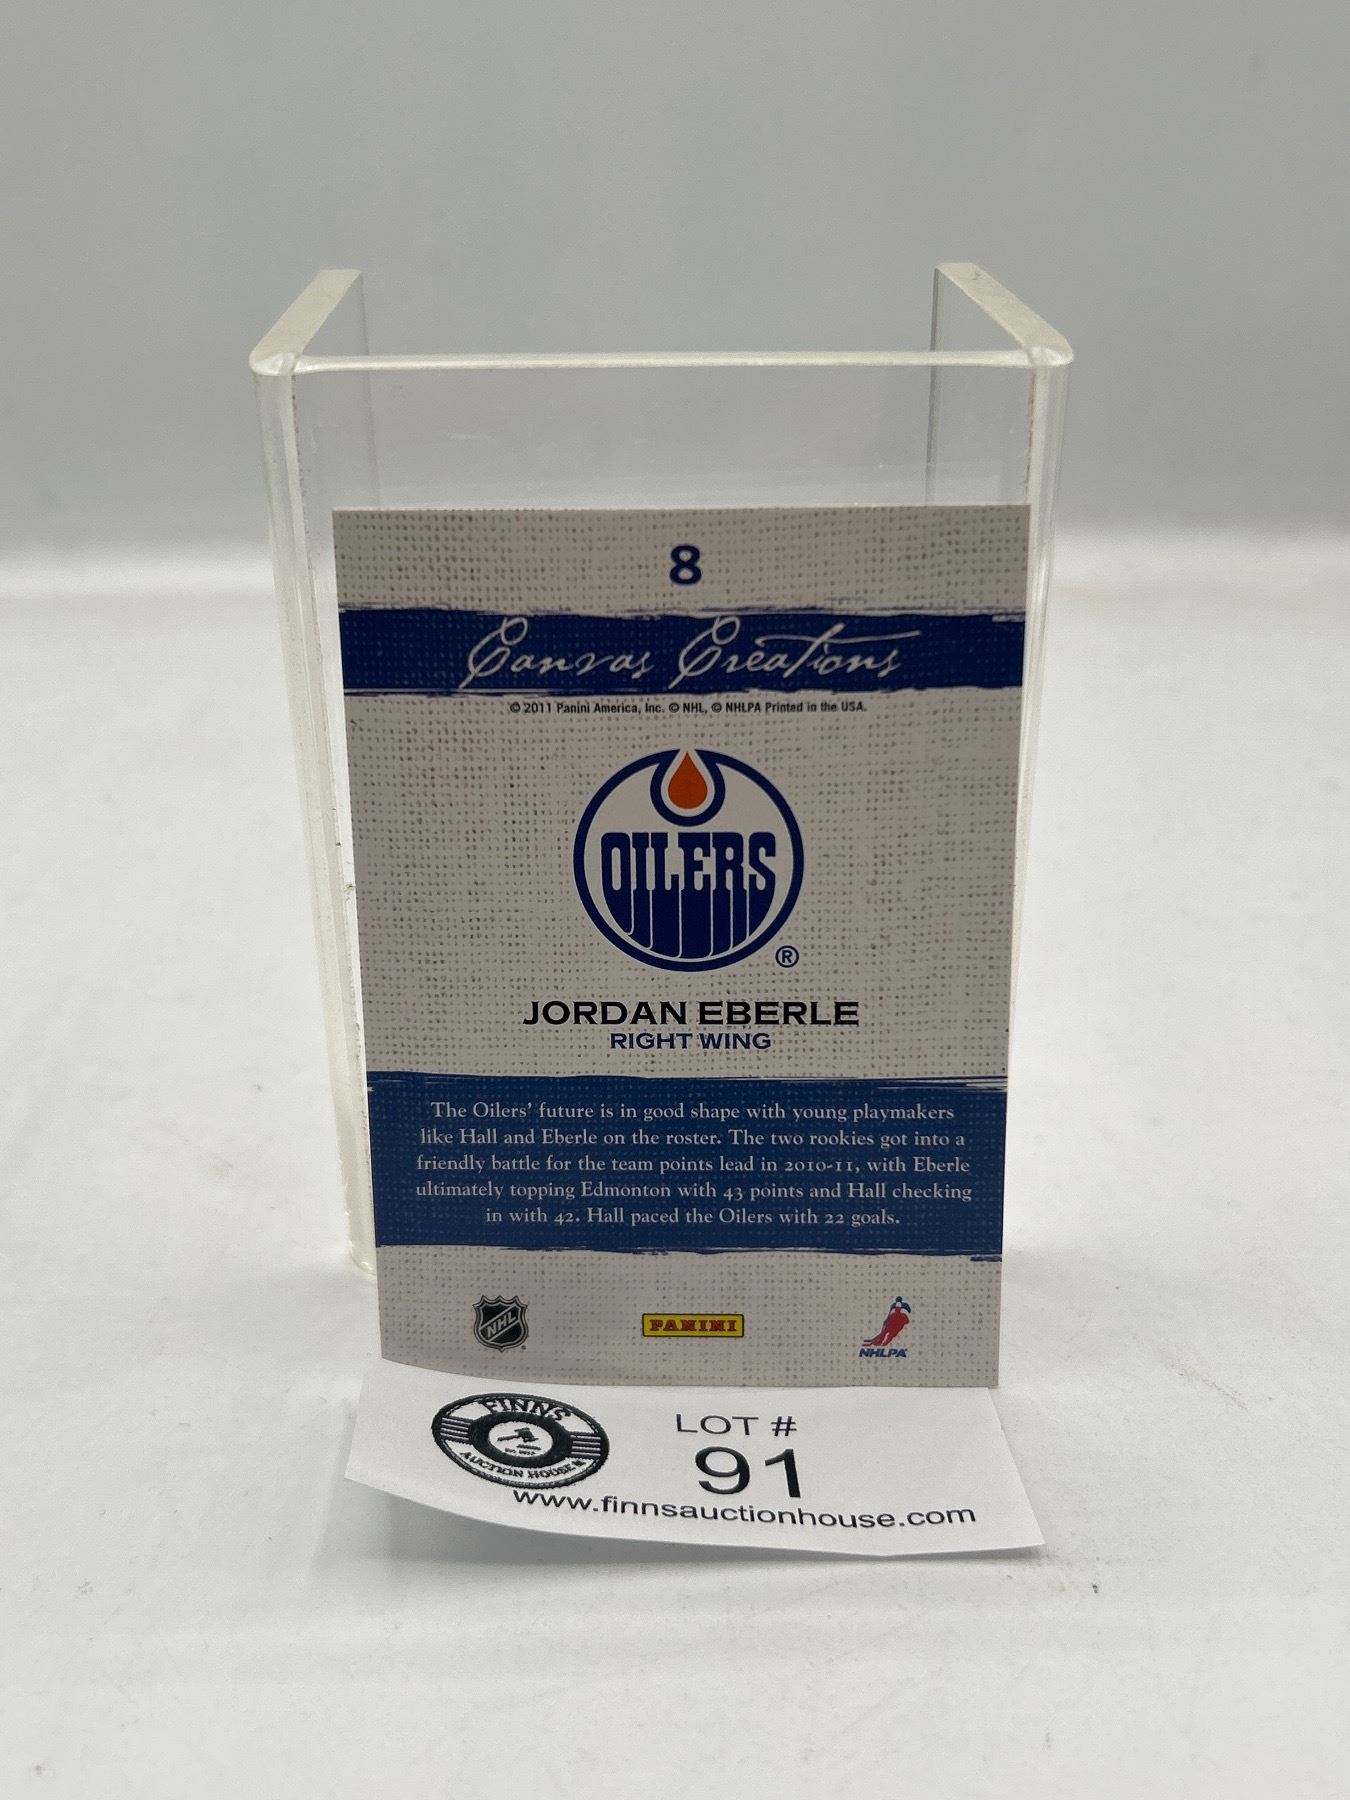 8
Canvas Creations
© 2011 Panini America, Inc. © NHL, © NHLPA Printed in the USA.
OILERS
®
JORDAN EBERLE
RIGHT WING
The Oilers' future is in good shape with young playmakers
like Hall and Eberle on the roster. The two rookies got into a
friendly battle for the team points lead in 2010-11, with Eberle
ultimately topping Edmonton with 43 points and Hall checking
in with 42. Hall paced the Oilers with 22 goals.
NHL
PANINI
NHLPA
FINNS
AUCTION HOUSE
LOT #
91
www.finnsauctionhouse.com